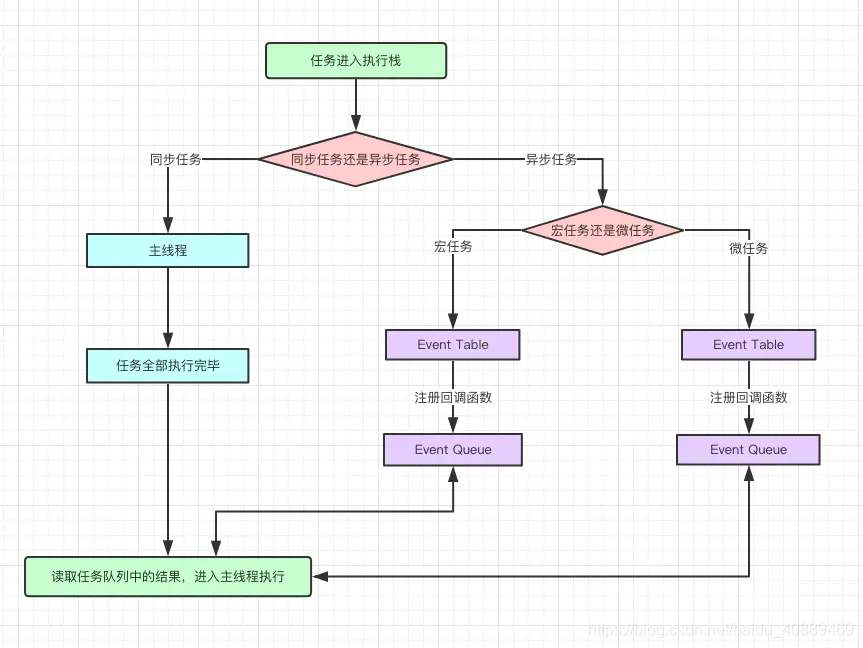 任务进入执行栈
同步任务
同步任务还是异步任务
异步任务
宏任务还是微任务
宏任务
微任务
主线程
Event Table
Event Table
任务全部执行完毕
注册回调函数
注册回调函数
Event Queue
Event Queue
读取任务队列中的结果，进入主线程执行
https://blog.csdn.net/baidu_40889469